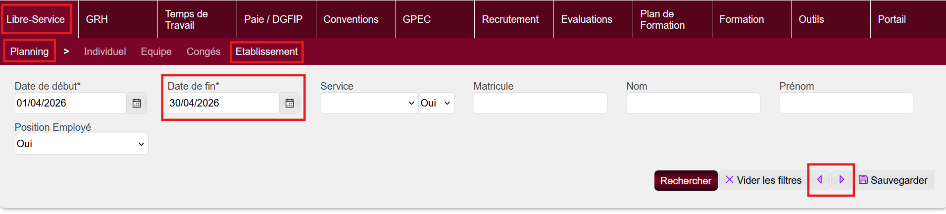 Libre-Service GRH Temps de Travail Paie / DGFIP Conventions GPEC Recrutement Evaluations Plan de Formation Formation Outils Portail
Planning > Individuel Equipe Congés Etablissement
Date de début* Date de fin* Service Matricule Nom Prénom
01/04/2026 30/04/2026 Oui
Position Employé
Oui
Rechercher Vider les filtres Sauvegarder